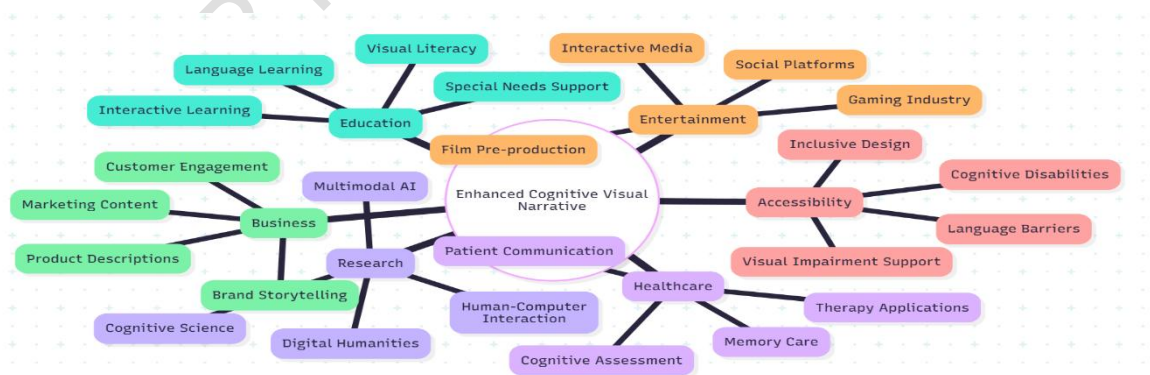 Visual Literacy
Interactive Media
Social Platforms
Language Learning
Special Needs Support
Gaming Industry
Interactive Learning
Education
Entertainment
Film Pre-production
Inclusive Design
Customer Engagement
Multimodal AI
Cognitive Disabilities
Enhanced Cognitive Visual
Narrative
Marketing Content
Accessibility
Business
Language Barriers
Patient Communication
Product Descriptions
Research
Visual Impairment Support
Healthcare
Brand Storytelling
Human-Computer
Interaction
Therapy Applications
Cognitive Science
Digital Humanities
Memory Care
Cognitive Assessment